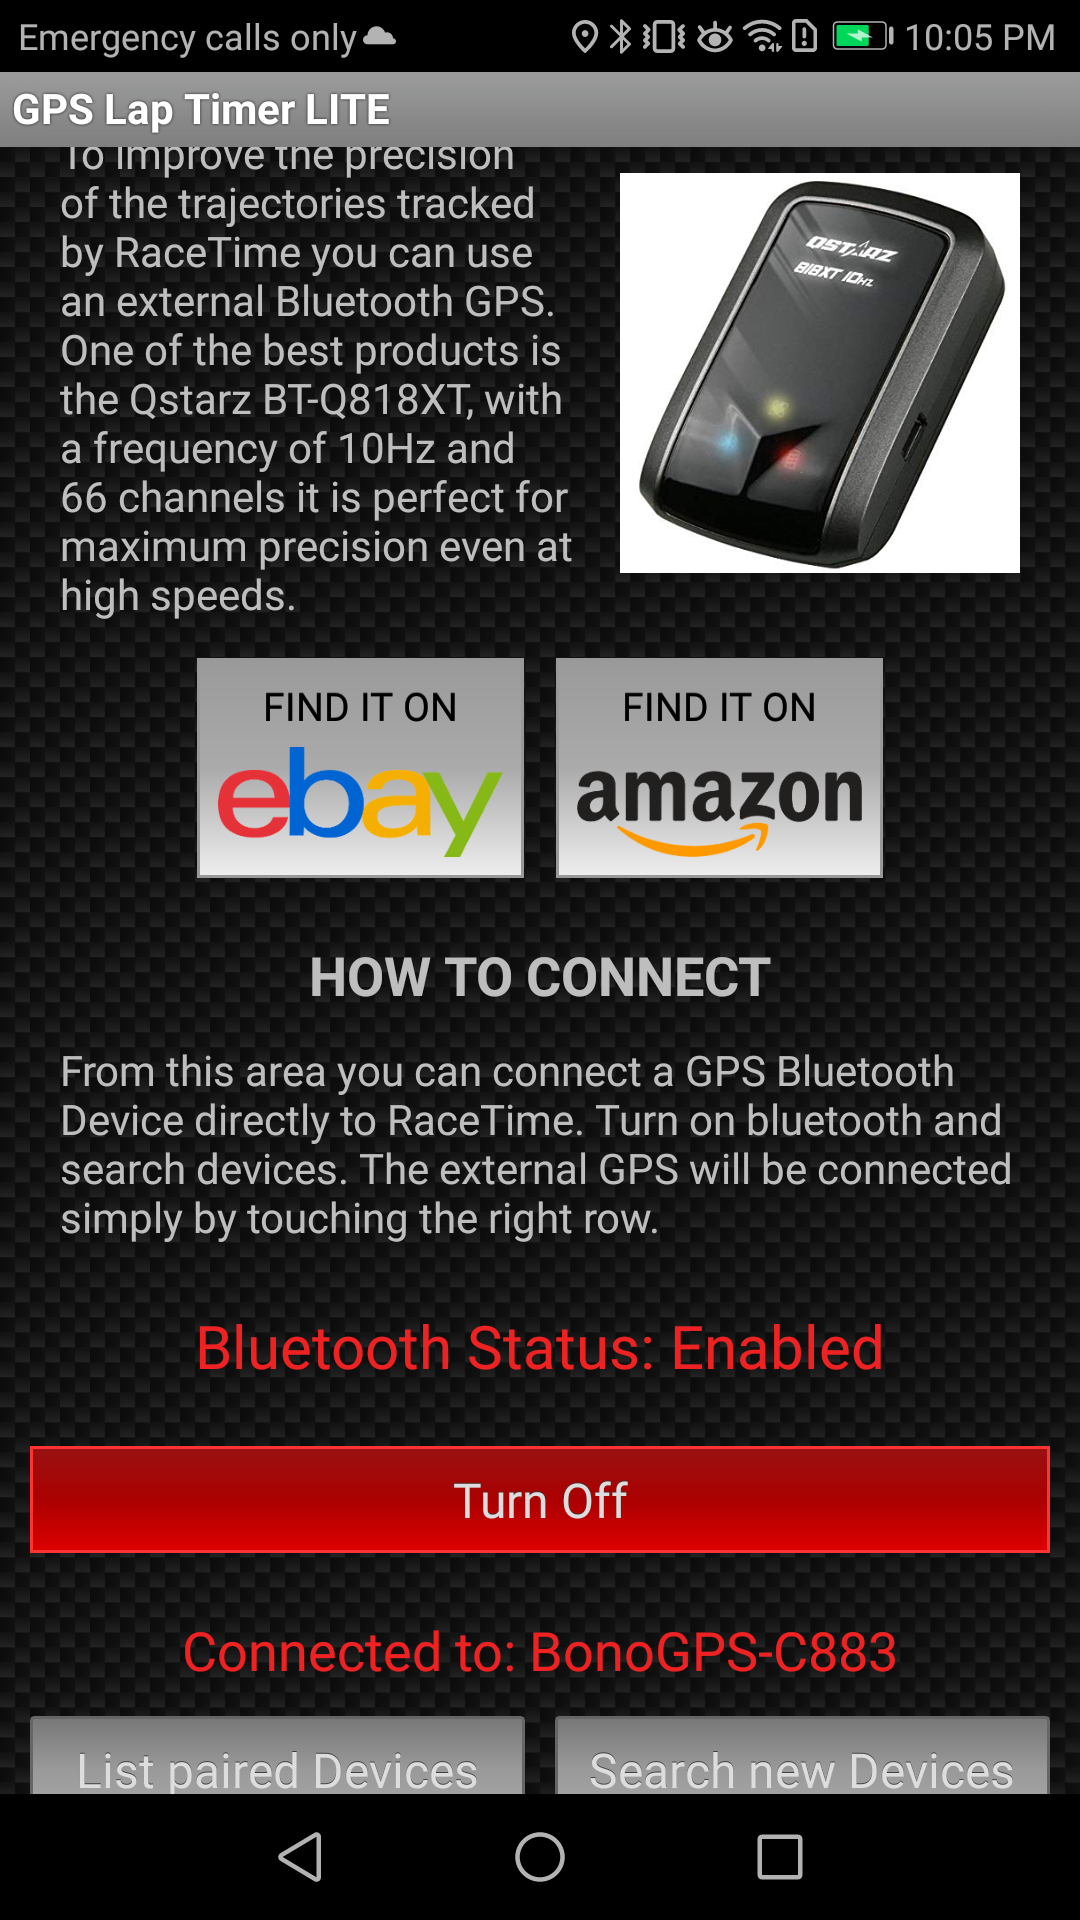 Emergency calls only
10:05 PM
GPS Lap Timer LITE
To improve the precision
of the trajectories tracked
by RaceTime you can use
an external Bluetooth GPS.
One of the best products is
the Qstarz BT-Q818XT, with
a frequency of 10Hz and
66 channels it is perfect for
maximum precision even at
high speeds.
QSTARZ
818XT 10Hz
FIND IT ON
ebay
FIND IT ON
amazon
HOW TO CONNECT
From this area you can connect a GPS Bluetooth
Device directly to RaceTime. Turn on bluetooth and
search devices. The external GPS will be connected
simply by touching the right row.
Bluetooth Status: Enabled
Turn Off
Connected to: BonoGPS-C883
List paired Devices
Search new Devices